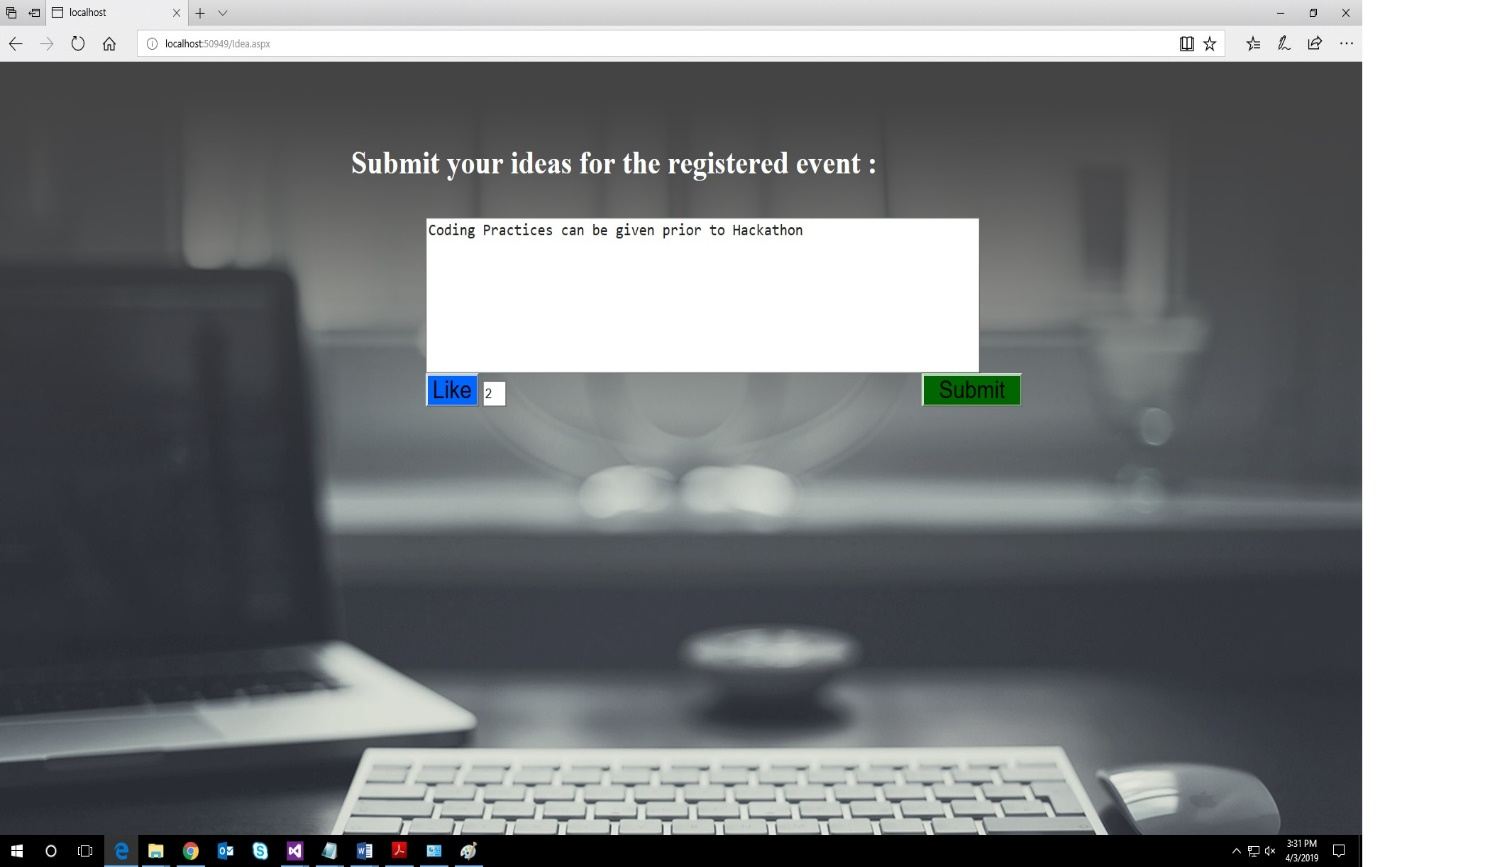 localhost
localhost:50949/idea.aspx
Submit your ideas for the registered event :
Coding Practices can be given prior to Hackathon
Like 2 Submit
3:31 PM
4/3/2019